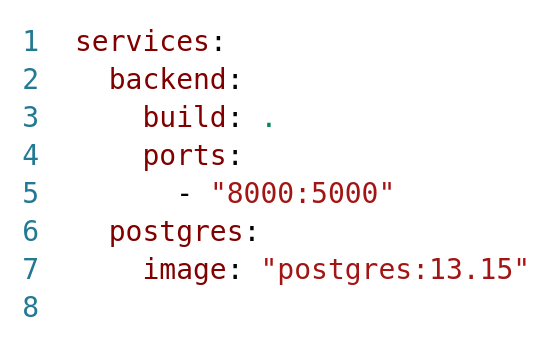 1 services:
2   backend:
3     build: .
4     ports:
5       - "8000:5000"
6   postgres:
7     image: "postgres:13.15"
8